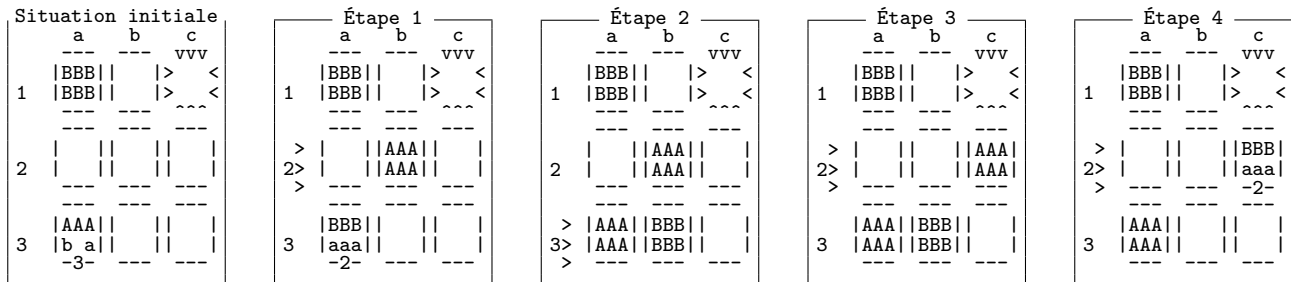 Situation initiale
a b c
--- --- vvv
|BBB||   |>   <
1 |BBB||   |>   <
--- --- ^^^
--- --- ---
|   ||   ||   |
2 |   ||   ||   |
--- --- ---
--- --- ---
|AAA||   ||   |
3 |b a||   ||   |
-3- --- ---
Étape 1
a b c
--- --- vvv
|BBB||   |>   <
1 |BBB||   |>   <
--- --- ^^^
--- --- ---
> |   ||AAA||   |
2> |   ||AAA||   |
> --- --- ---
--- --- ---
|BBB||   ||   |
3 |aaa||   ||   |
-2- --- ---
Étape 2
a b c
--- --- vvv
|BBB||   |>   <
1 |BBB||   |>   <
--- --- ^^^
--- --- ---
|   ||AAA||   |
2 |   ||AAA||   |
--- --- ---
--- --- ---
> |AAA||BBB||   |
3> |AAA||BBB||   |
> --- --- ---
Étape 3
a b c
--- --- vvv
|BBB||   |>   <
1 |BBB||   |>   <
--- --- ^^^
--- --- ---
> |   ||   ||AAA|
2> |   ||   ||AAA|
> --- --- ---
--- --- ---
|AAA||BBB||   |
3 |AAA||BBB||   |
--- --- ---
Étape 4
a b c
--- --- vvv
|BBB||   |>   <
1 |BBB||   |>   <
--- --- ^^^
--- --- ---
> |   ||   ||BBB|
2> |   ||   ||aaa|
> --- --- -2-
--- --- ---
|AAA||   ||   |
3 |AAA||   ||   |
--- --- ---